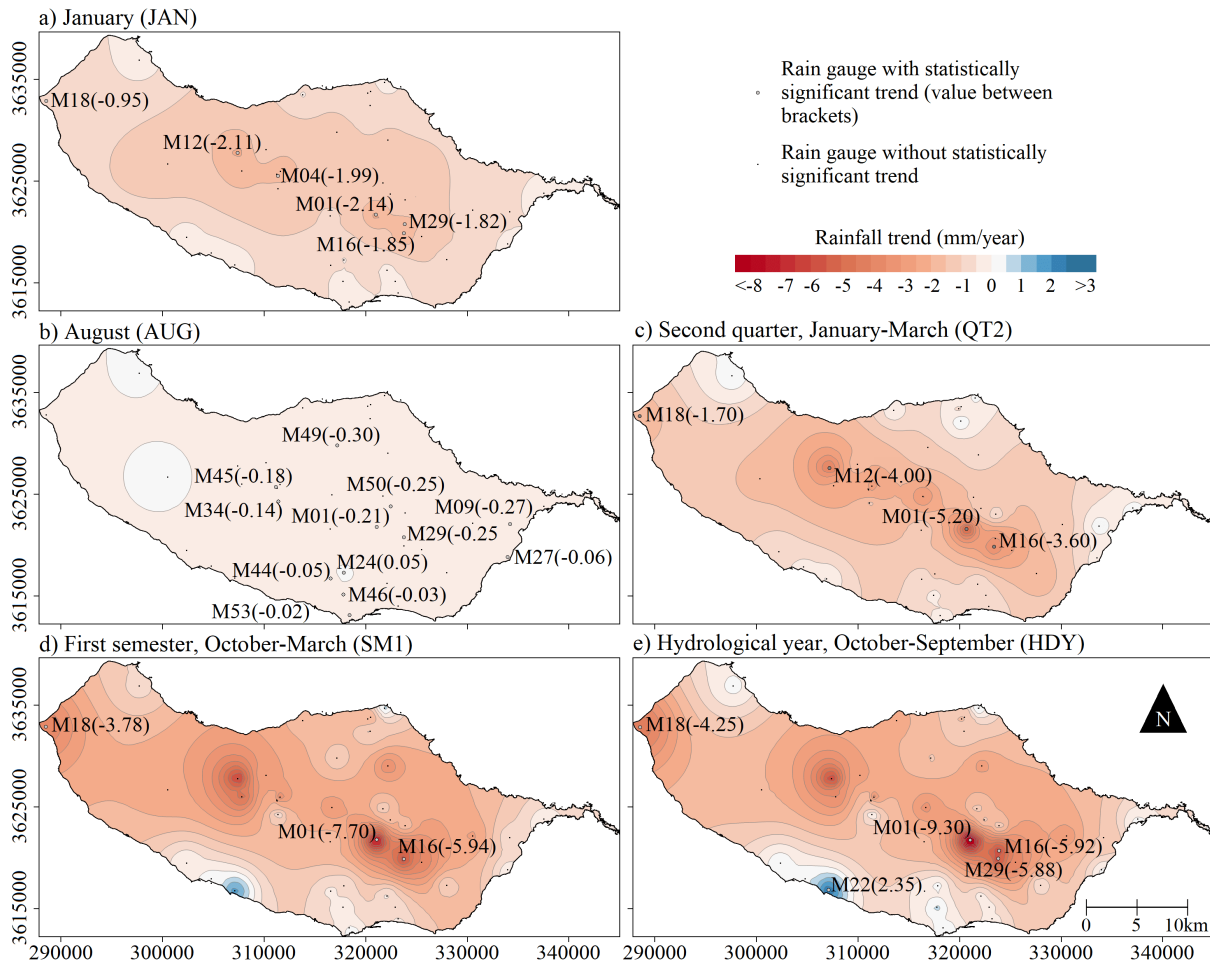 a) January (JAN)
3635000
3625000
3615000
M18(-0.95)
M12(-2.11)
M04(-1.99)
M01(-2.14)
M29(-1.82)
M16(-1.85)
Rain gauge with statistically
significant trend (value between
brackets)
Rain gauge without statistically
significant trend
Rainfall trend (mm/year)
<-8 -7 -6 -5 -4 -2 -1 0 1 2 >3
b) August (AUG)
3635000
3625000
3615000
M49(-0.30)
M45(-0.18)
M50(-0.25)
M34(-0.14)
M01(-0.21)
M09(-0.27)
M29(-0.25
M27(-0.06)
M44(-0.05)
M24(0.05)
M46(-0.03)
M53(-0.02)
c) Second quarter, January-March (QT2)
M18(-1.70)
M12(-4.00)
M01(-5.20)
M16(-3.60)
d) First semester, October-March (SM1)
3635000
3625000
3615000
M18(-3.78)
M01(-7.70)
M16(-5.94)
290000 300000 310000 320000 330000 340000
e) Hydrological year, October-September (HDY)
M18(-4.25)
N
M01(-9.30)
M16(-5.92)
M29(-5.88)
M22(2.35)
0 5 10km
290000 300000 310000 320000 330000 340000